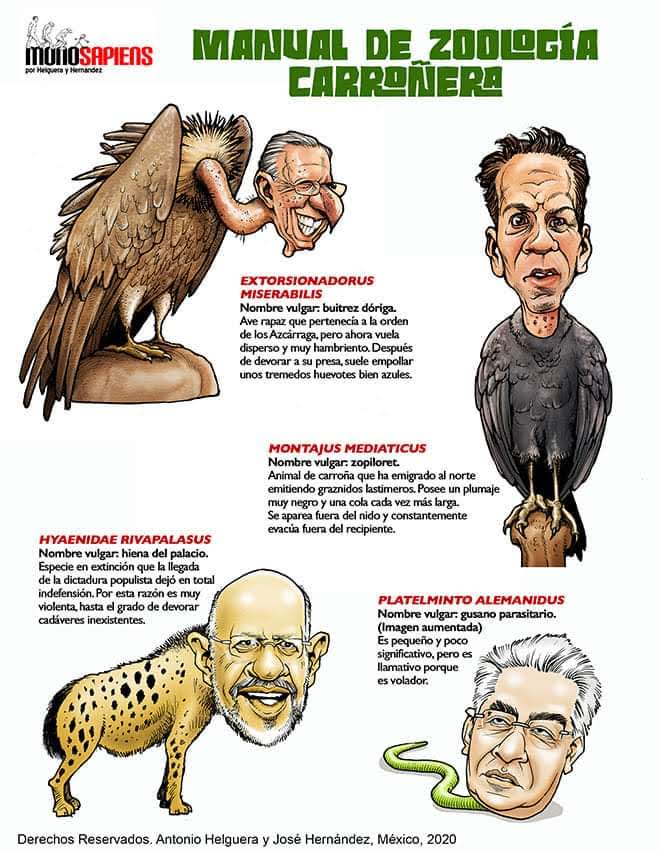 MONOSAPIENS
por Helguera y Hernández
MANUAL DE ZOOLOGÍA
CARROÑERA
EXTORSIONADORUS
MISERABILIS
Nombre vulgar: buitrez dóriga.
Ave rapaz que pertenecía a la orden
de los Azcárraga, pero ahora vuela
disperso y muy hambriento. Después
de devorar a su presa, suele empollar
unos tremedos huevotes bien azules.
MONTAJUS MEDIATICUS
Nombre vulgar: zopiloret.
Animal de carroña que ha emigrado al norte
emitiendo graznidos lastimeros. Posee un plumaje
muy negro y una cola cada vez más larga.
Se aparea fuera del nido y constantemente
evacúa fuera del recipiente.
HYAENIDAE RIVAPALASUS
Nombre vulgar: hiena del palacio.
Especie en extinción que la llegada
de la dictadura populista dejó en total
indefensión. Por esta razón es muy
violenta, hasta el grado de devorar
cadáveres inexistentes.
PLATELMINTO ALEMANIDUS
Nombre vulgar: gusano parasitario.
(Imagen aumentada)
Es pequeño y poco
significativo, pero es
llamativo porque
es volador.
Derechos Reservados. Antonio Helguera y José Hernández, México, 2020